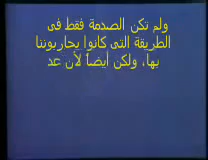 ولم تكن الصدمة فقط فى
الطريقة التى كانوا يحاربوننا
بها، ولكن أيضاً لأن عد